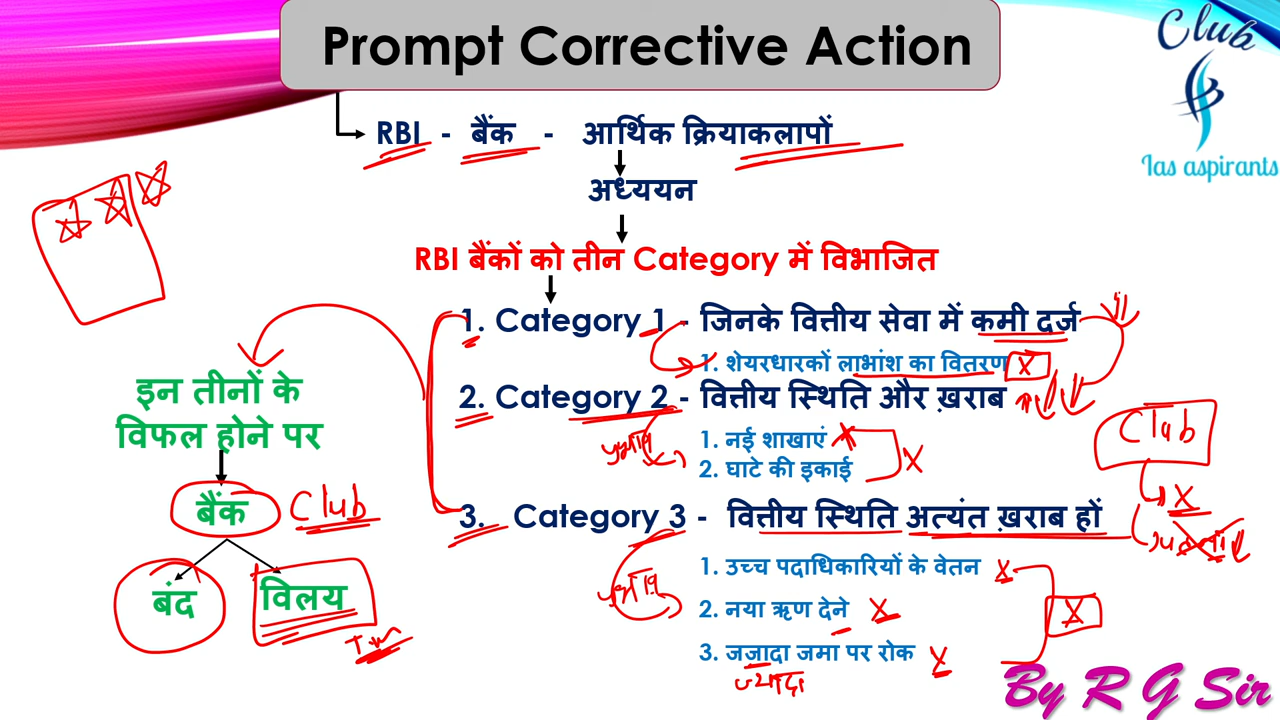 Prompt Corrective Action
Club
Ias aspirants
RBI - बैंक - आर्थिक क्रियाकलापों
अध्ययन
RBI बैंकों को तीन Category में विभाजित
1. Category 1 - जिनके वित्तीय सेवा में कमी दर्ज
1. शेयरधारकों लाभांश का वितरण X
2. Category 2 - वित्तीय स्थिति और ख़राब
1. नई शाखाएं X
2. घाटे की इकाई X
3. Category 3 - वित्तीय स्थिति अत्यंत ख़राब हों
1. उच्च पदाधिकारियों के वेतन X
2. नया ऋण देने X
3. जजादा जमा पर रोक X
ज्यादा
X
Club
X
इन तीनों के
विफल होने पर
बैंक Club
बंद विलय
By R G Sir